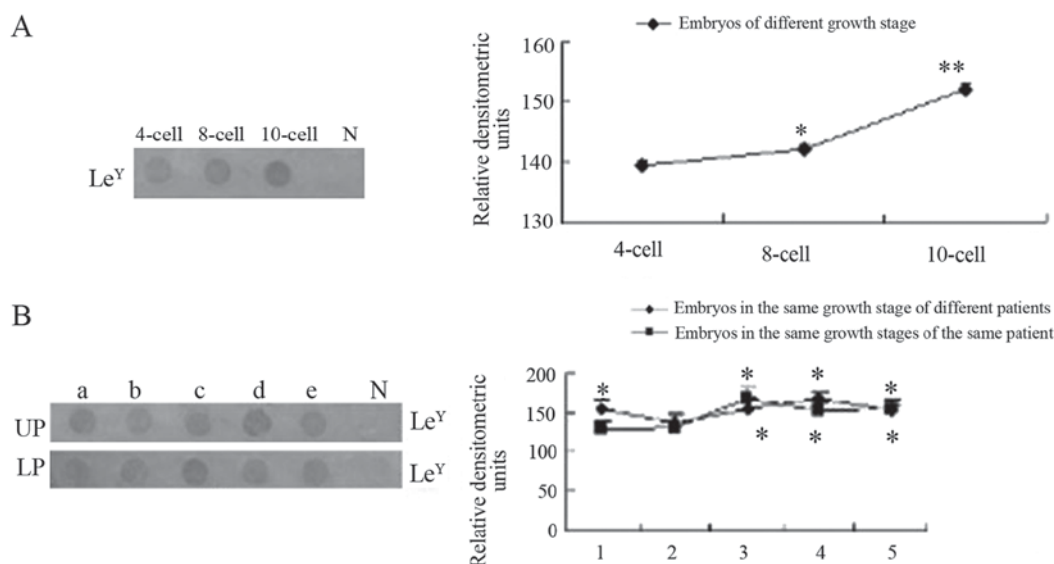 A
4-cell 8-cell 10-cell N
Le^Y
Embryos of different growth stage
Relative densitometric
units
160
150
140
130
*
**
4-cell 8-cell 10-cell
B
a b c d e N
UP Le^Y
LP Le^Y
Embryos in the same growth stage of different patients
Embryos in the same growth stages of the same patient
Relative densitometric
units
200
150
100
50
0
* * * *
* * *
1 2 3 4 5